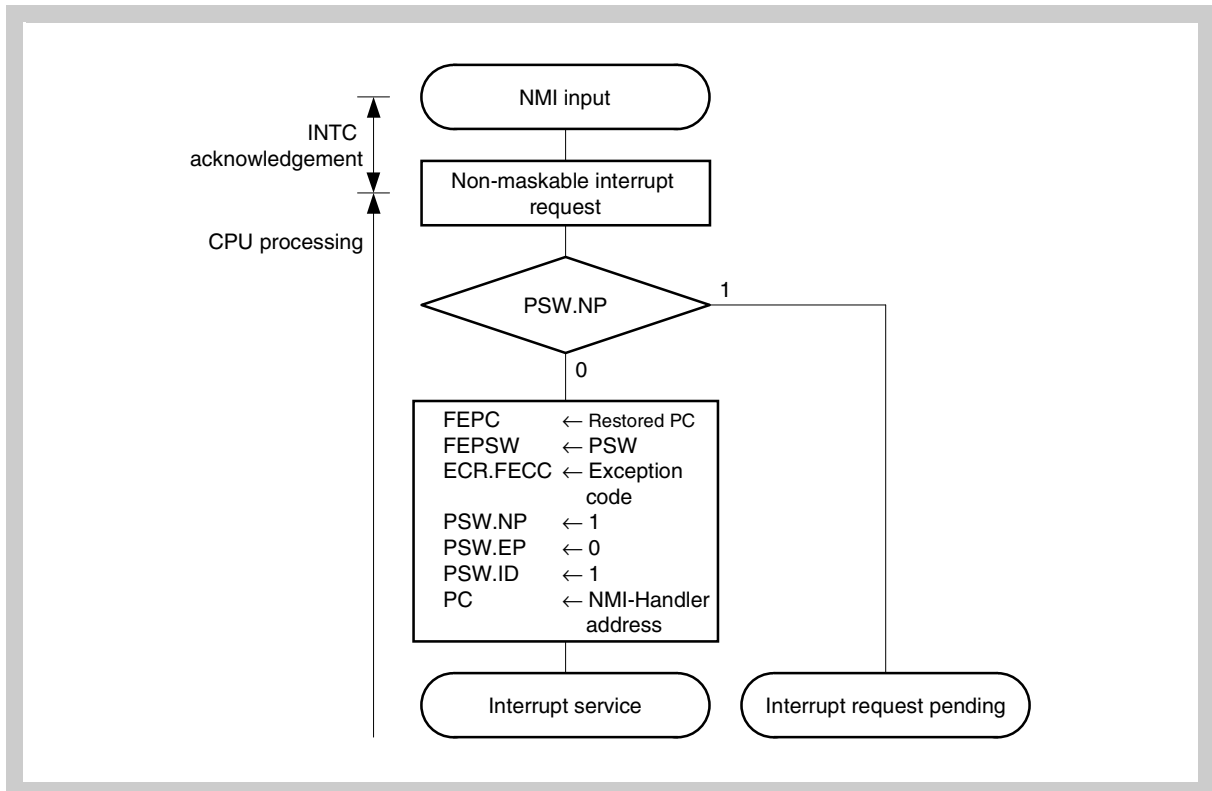 NMI input
INTC
acknowledgement
Non-maskable interrupt
request
CPU processing
PSW.NP
1
0
FEPC ← Restored PC
FEPSW ← PSW
ECR.FECC ← Exception
code
PSW.NP ← 1
PSW.EP ← 0
PSW.ID ← 1
PC ← NMI-Handler
address
Interrupt service
Interrupt request pending